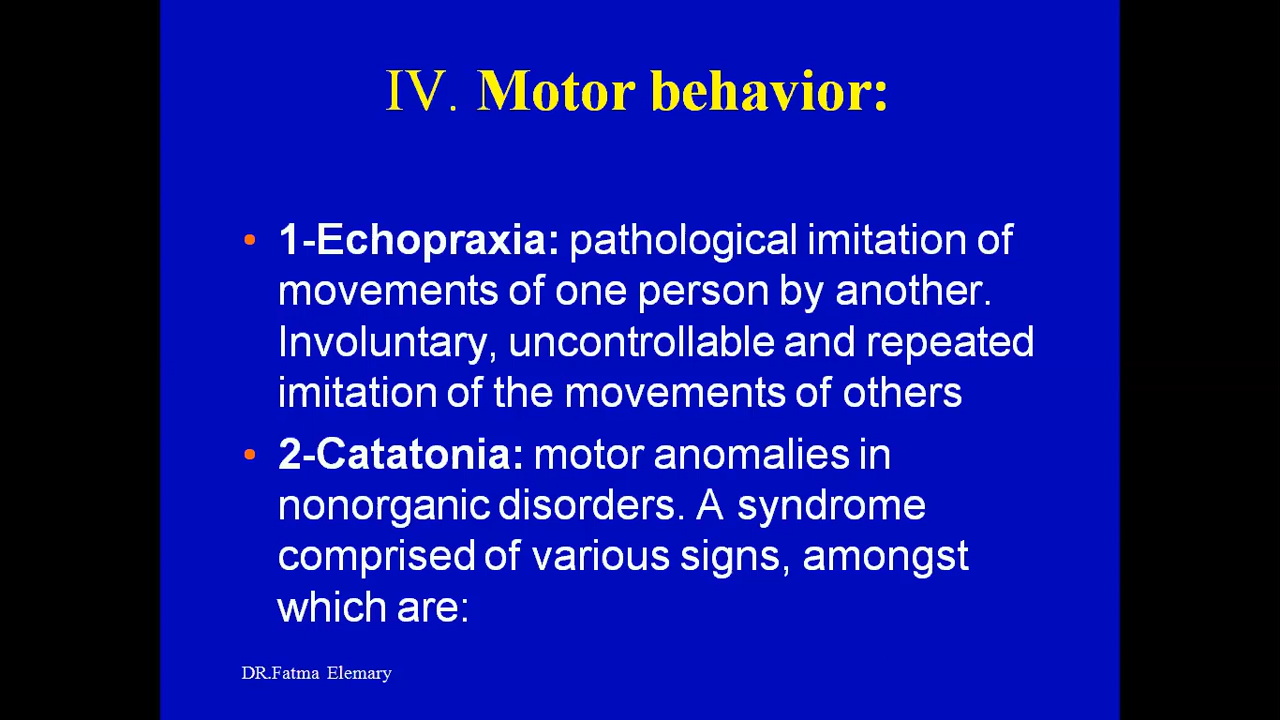 IV. Motor behavior:
• 1-Echopraxia: pathological imitation of
movements of one person by another.
Involuntary, uncontrollable and repeated
imitation of the movements of others
• 2-Catatonia: motor anomalies in
nonorganic disorders. A syndrome
comprised of various signs, amongst
which are:
DR.Fatma Elemary